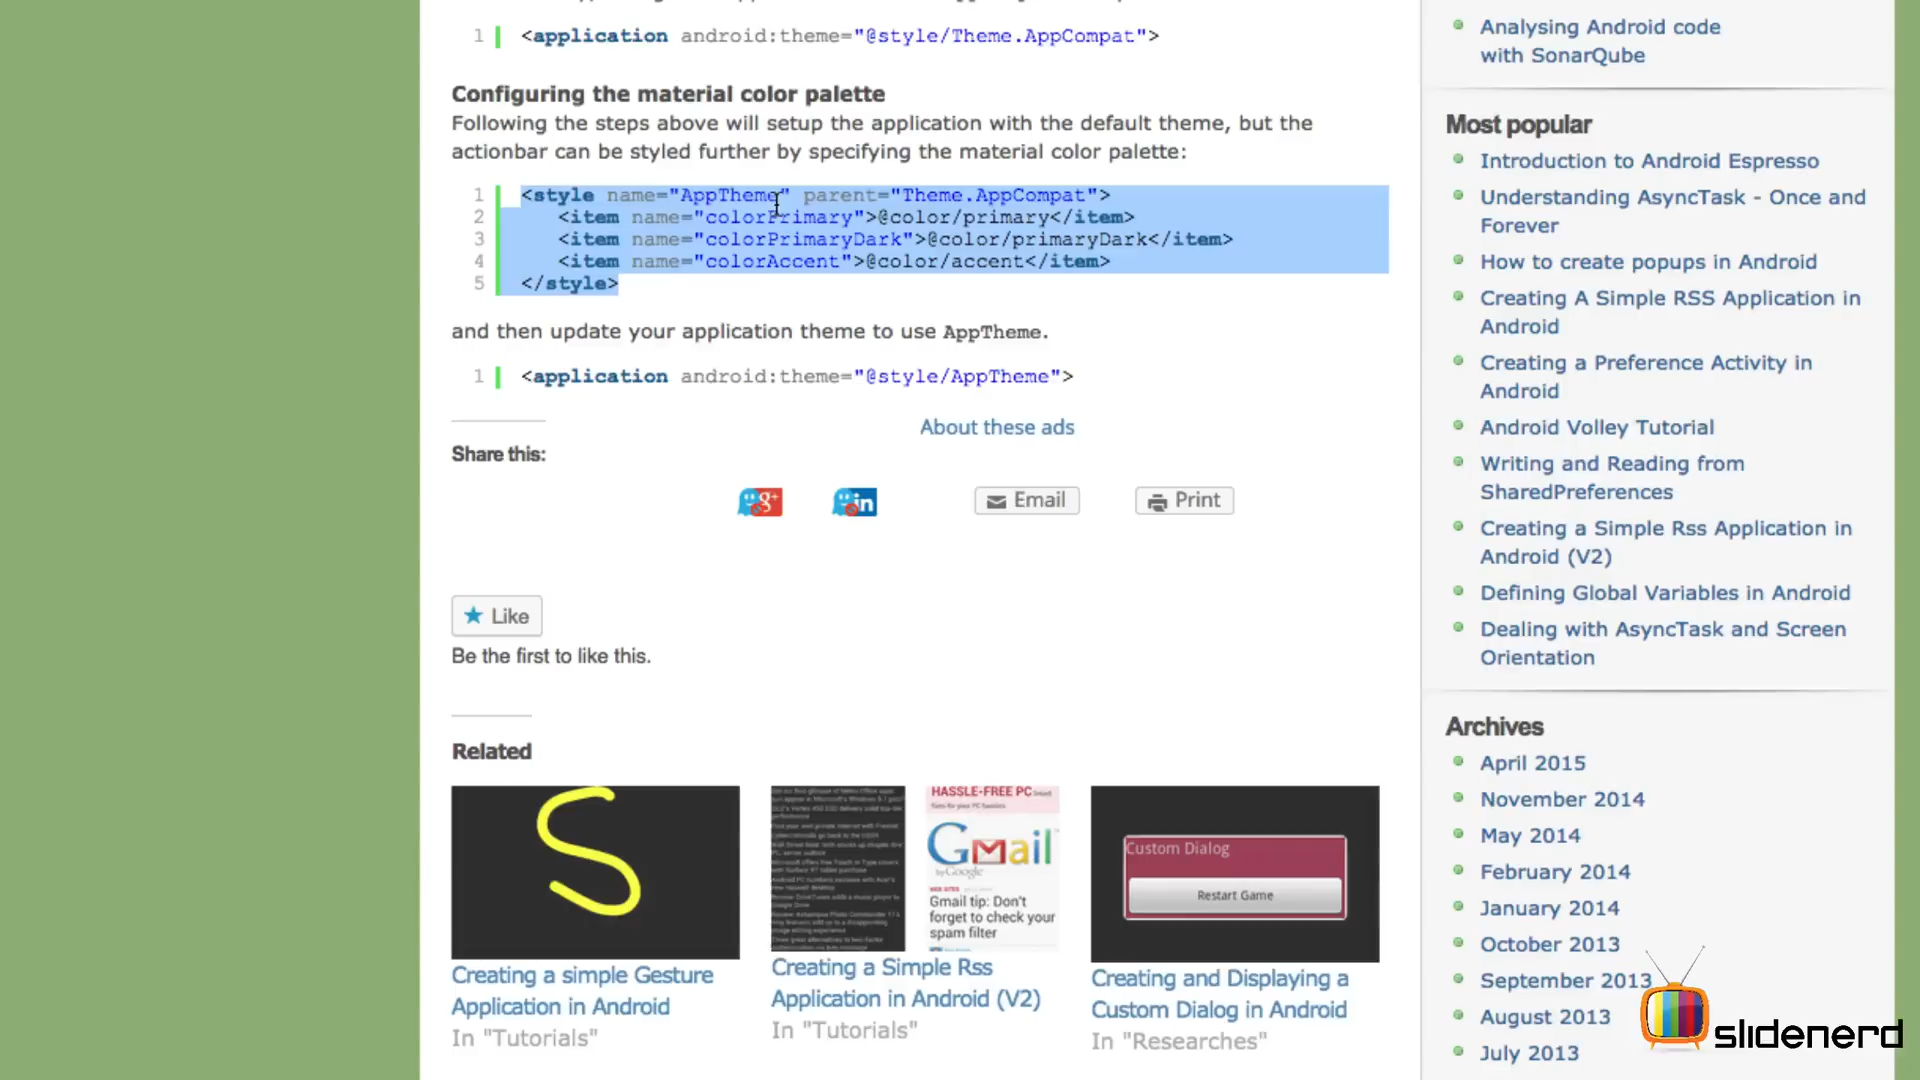 1 <application android:theme="@style/Theme.AppCompat">
Configuring the material color palette
Following the steps above will setup the application with the default theme, but the
actionbar can be styled further by specifying the material color palette:
1 <style name="AppTheme" parent="Theme.AppCompat">
2 <item name="colorPrimary">@color/primary</item>
3 <item name="colorPrimaryDark">@color/primaryDark</item>
4 <item name="colorAccent">@color/accent</item>
5 </style>
and then update your application theme to use AppTheme.
1 <application android:theme="@style/AppTheme">
About these ads
Share this:
Email
Print
Like
Be the first to like this.
Related
HASSLE-FREE PC
Gmail
by Google
Gmail tip: Don't
forget to check your
spam filter
Custom Dialog
Restart Game
Creating a simple Gesture
Application in Android
In "Tutorials"
Creating a Simple Rss
Application in Android (V2)
In "Tutorials"
Creating and Displaying a
Custom Dialog in Android
In "Researches"
Analysing Android code
with SonarQube
Most popular
Introduction to Android Espresso
Understanding AsyncTask - Once and
Forever
How to create popups in Android
Creating A Simple RSS Application in
Android
Creating a Preference Activity in
Android
Android Volley Tutorial
Writing and Reading from
SharedPreferences
Creating a Simple Rss Application in
Android (V2)
Defining Global Variables in Android
Dealing with AsyncTask and Screen
Orientation
Archives
April 2015
November 2014
May 2014
February 2014
January 2014
October 2013
September 2013
August 2013
July 2013
slidenerd